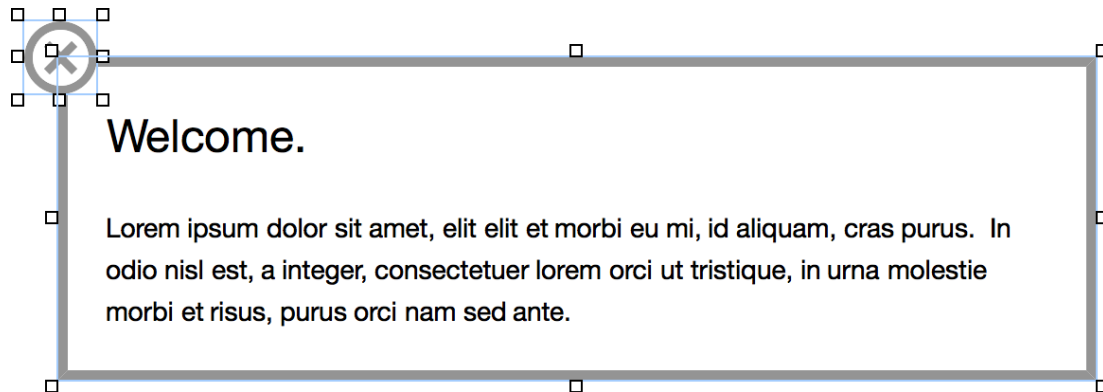 Welcome.
Lorem ipsum dolor sit amet, elit elit et morbi eu mi, id aliquam, cras purus.  In
odio nisl est, a integer, consectetuer lorem orci ut tristique, in urna molestie
morbi et risus, purus orci nam sed ante.